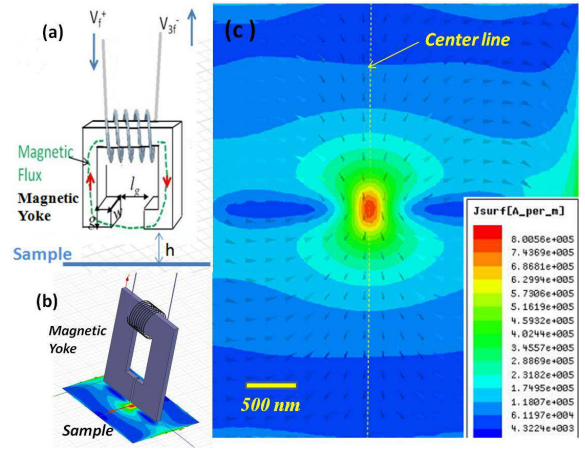 (a)
V_f^+
V_3f^-
Magnetic
Flux
Magnetic
Yoke
l_g
w
g
Sample
h
(b)
Magnetic
Yoke
Sample
(c)
Center line
500 nm
Jsurf[A_per_m]
8.0056e+005
7.4369e+005
6.8681e+005
6.2994e+005
5.7306e+005
5.1619e+005
4.5932e+005
4.0244e+005
3.4557e+005
2.8869e+005
2.3182e+005
1.7495e+005
1.1807e+005
6.1197e+004
4.3224e+003